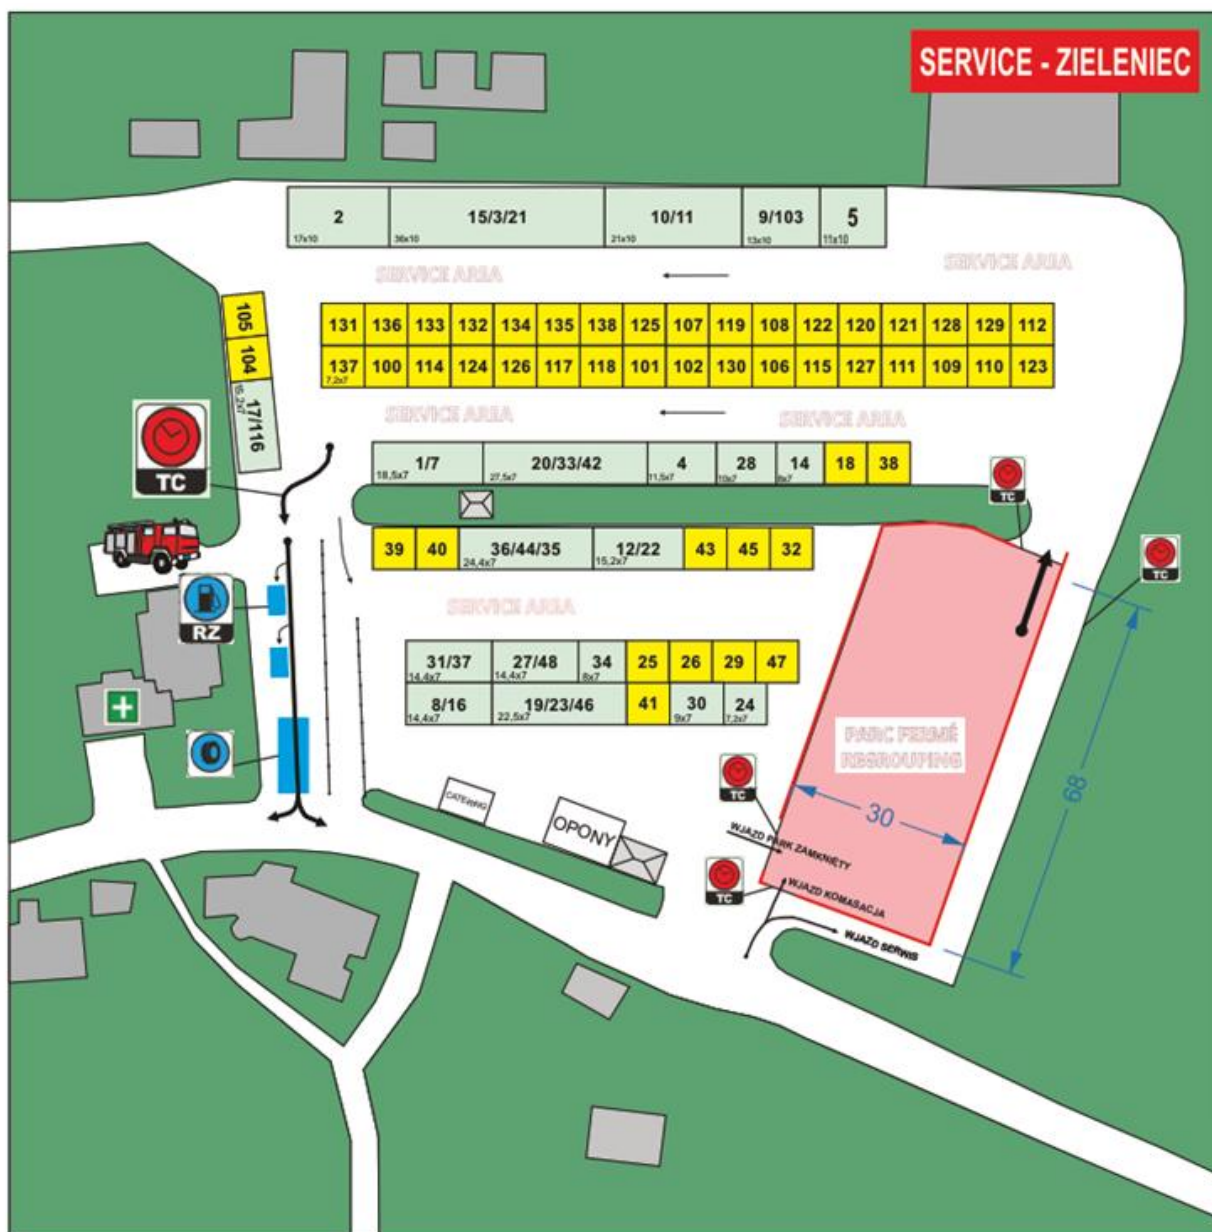 SERVICE - ZIELENIEC
2 15/3/21 10/11 9/103 5
17x10 36x10 21x10 13x10 11x10
SERVICE AREA SERVICE AREA
131 136 133 132 134 135 138 125 107 119 108 122 120 121 128 129 112
137 100 114 124 126 117 118 101 102 130 106 115 127 111 109 110 123
7,2x7
105
104
17/116
15,2x7
SERVICE AREA SERVICE AREA
TC
1/7 20/33/42 4 28 14 18 38
18,5x7 27,5x7 11,5x7 10x7 8x7
TC
39 40 36/44/35 12/22 43 45 32
24,4x7 15,2x7
TC
RZ
SERVICE AREA
31/37 27/48 34 25 26 29 47
14,4x7 14,4x7 8x7
8/16 19/23/46 41 30 24
14,4x7 22,5x7 9x7 7,2x7
PARC FERMÉ
REGROUPING
68
30
TC
CATERING
OPONY
WJAZD PARK ZAMKNIĘTY
TC
WJAZD KOMASACJA
WJAZD SERWIS